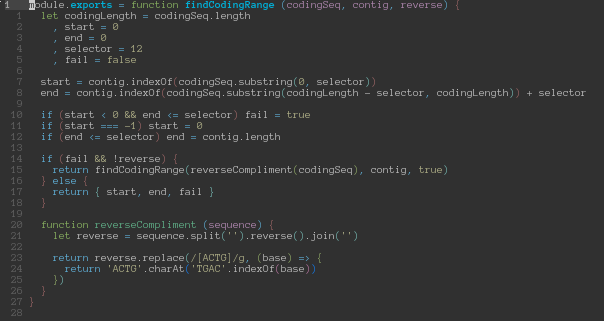 1 module.exports = function findCodingRange (codingSeq, contig, reverse) {
2 let codingLength = codingSeq.length
3 , start = 0
4 , end = 0
4 , selector = 12
5 , fail = false
6
7 start = contig.indexOf(codingSeq.substring(0, selector))
8 end = contig.indexOf(codingSeq.substring(codingLength - selector, codingLength)) + selector
9
10 if (start < 0 && end <= selector) fail = true
11 if (start === -1) start = 0
12 if (end <= selector) end = contig.length
13
14 if (fail && !reverse) {
15 return findCodingRange(reverseCompliment(codingSeq), contig, true)
16 } else {
17 return { start, end, fail }
18 }
19
20 function reverseCompliment (sequence) {
21 let reverse = sequence.split('').reverse().join('')
22
23 return reverse.replace(/[ACTG]/g, (base) => {
24 return 'ACTG'.charAt('TGAC'.indexOf(base))
25 })
26 }
27 }
28